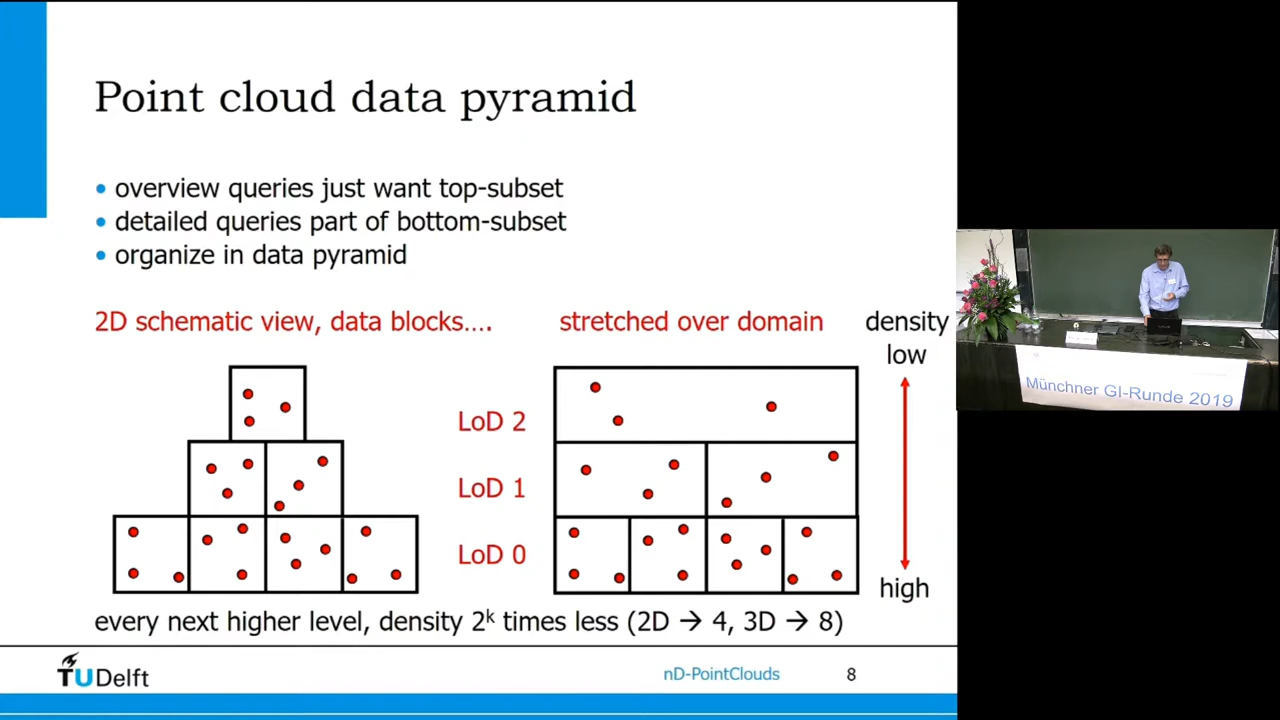 Point cloud data pyramid
• overview queries just want top-subset
• detailed queries part of bottom-subset
• organize in data pyramid
2D schematic view, data blocks.... stretched over domain density
low
LoD 2
LoD 1
LoD 0
high
every next higher level, density 2ᵏ times less (2D → 4, 3D → 8)
TUDelft nD-PointClouds 8
Münchner GI-Runde 2019